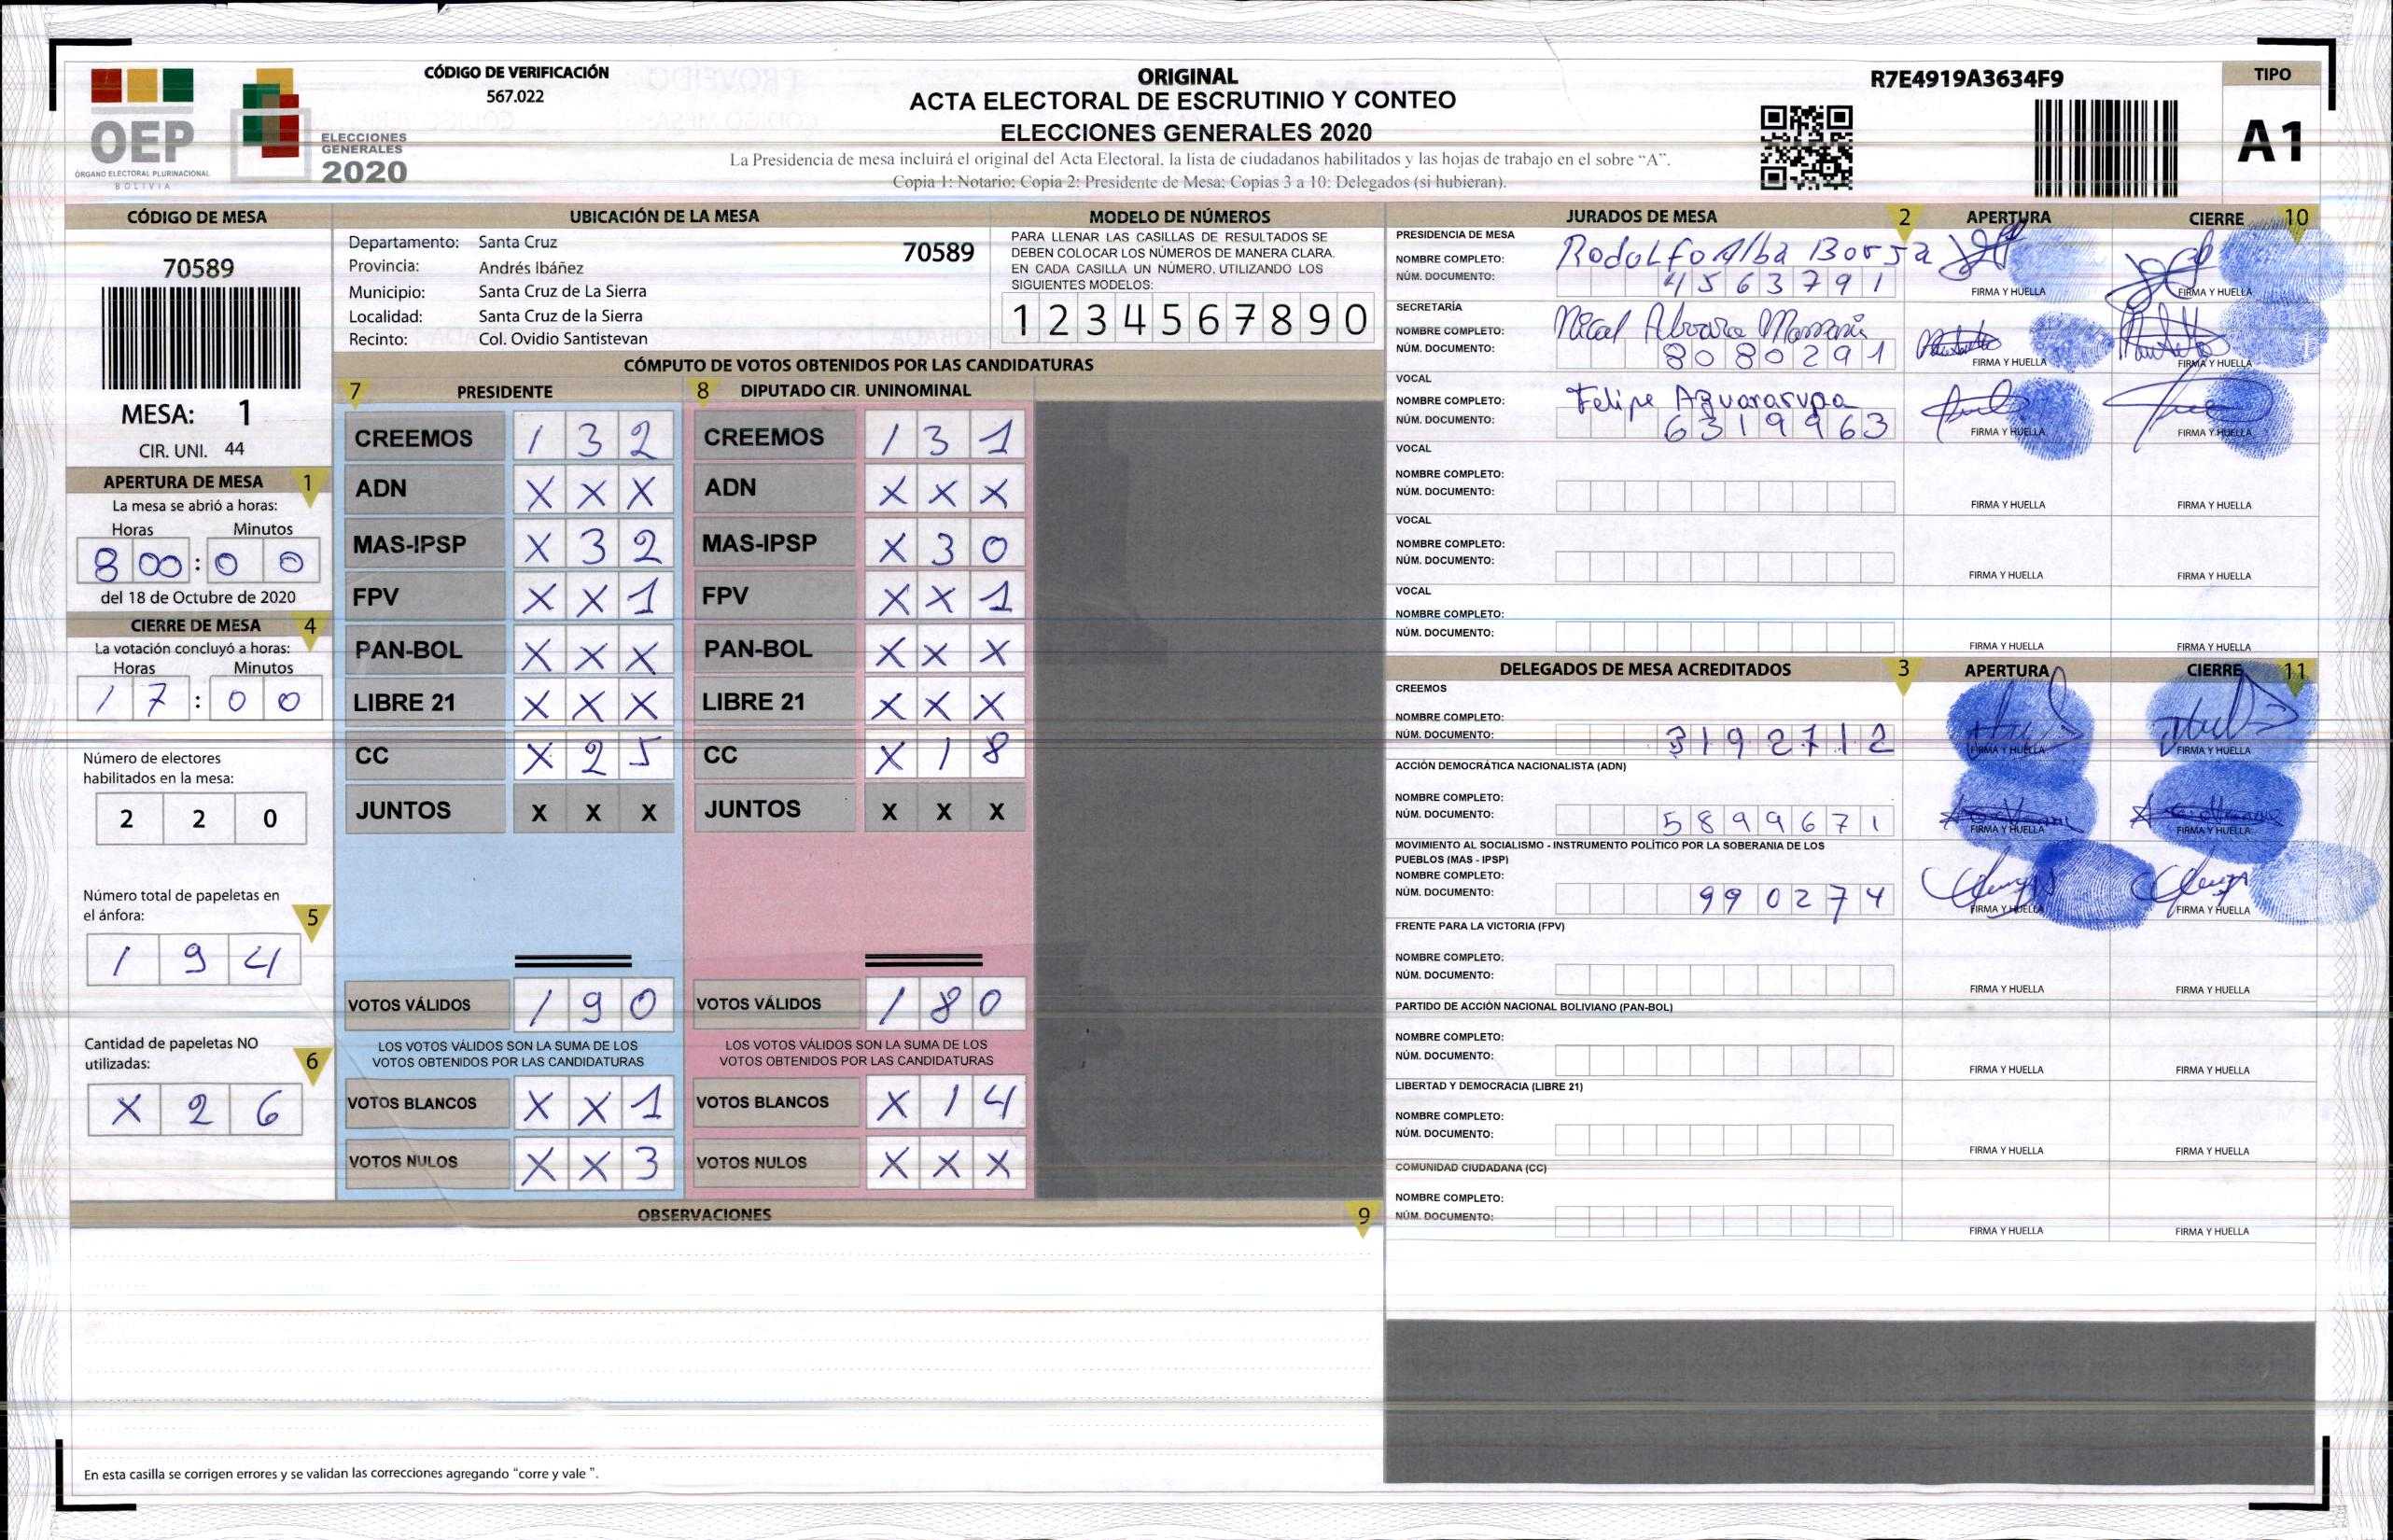 CÓDIGO DE VERIFICACIÓN
567.022
OEP
ÓRGANO ELECTORAL PLURINACIONAL
BOLIVIA
ELECCIONES
GENERALES
2020
ORIGINAL
ACTA ELECTORAL DE ESCRUTINIO Y CONTEO
ELECCIONES GENERALES 2020
La Presidencia de mesa incluirá el original del Acta Electoral, la lista de ciudadanos habilitados y las hojas de trabajo en el sobre “A”.
Copia 1: Notario; Copia 2: Presidente de Mesa; Copias 3 a 10: Delegados (si hubieran).
R7E4919A3634F9
TIPO
A1
CÓDIGO DE MESA
70589
MESA: 1
CIR. UNI. 44
APERTURA DE MESA 1
La mesa se abrió a horas:
Horas Minutos
8 00 : 0 0
del 18 de Octubre de 2020
CIERRE DE MESA 4
La votación concluyó a horas:
Horas Minutos
1 7 : 0 0
Número de electores
habilitados en la mesa:
2 2 0
Número total de papeletas en
el ánfora: 5
1 9 4
Cantidad de papeletas NO
utilizadas: 6
X 2 6
UBICACIÓN DE LA MESA
Departamento: Santa Cruz 70589
Provincia: Andrés Ibáñez
Municipio: Santa Cruz de La Sierra
Localidad: Santa Cruz de la Sierra
Recinto: Col. Ovidio Santistevan
MODELO DE NÚMEROS
PARA LLENAR LAS CASILLAS DE RESULTADOS SE
DEBEN COLOCAR LOS NÚMEROS DE MANERA CLARA.
EN CADA CASILLA UN NÚMERO, UTILIZANDO LOS
SIGUIENTES MODELOS:
1 2 3 4 5 6 7 8 9 0
CÓMPUTO DE VOTOS OBTENIDOS POR LAS CANDIDATURAS
7 PRESIDENTE 8 DIPUTADO CIR. UNINOMINAL
CREEMOS 1 3 2 CREEMOS 1 3 1
ADN X X X ADN X X X
MAS-IPSP X 3 2 MAS-IPSP X 3 0
FPV X X 1 FPV X X 1
PAN-BOL X X X PAN-BOL X X X
LIBRE 21 X X X LIBRE 21 X X X
CC X 2 5 CC X 1 8
JUNTOS X X X JUNTOS X X X
VOTOS VÁLIDOS 1 9 0 VOTOS VÁLIDOS 1 8 0
LOS VOTOS VÁLIDOS SON LA SUMA DE LOS LOS VOTOS VÁLIDOS SON LA SUMA DE LOS
VOTOS OBTENIDOS POR LAS CANDIDATURAS VOTOS OBTENIDOS POR LAS CANDIDATURAS
VOTOS BLANCOS X X 1 VOTOS BLANCOS X 1 4
VOTOS NULOS X X 3 VOTOS NULOS X X X
OBSERVACIONES 9
En esta casilla se corrigen errores y se validan las correcciones agregando “corre y vale ”.
JURADOS DE MESA 2 APERTURA CIERRE 10
PRESIDENCIA DE MESA
NOMBRE COMPLETO: Rodolfo Alba
NÚM. DOCUMENTO: 4 5 6 3 7 9 1 FIRMA Y HUELLA FIRMA Y HUELLA
SECRETARÍA
NOMBRE COMPLETO:
NÚM. DOCUMENTO: 8 0 8 0 2 9 1 FIRMA Y HUELLA FIRMA Y HUELLA
VOCAL
NOMBRE COMPLETO: Felipe
NÚM. DOCUMENTO: 6 3 1 9 9 6 3 FIRMA Y HUELLA FIRMA Y HUELLA
VOCAL
NOMBRE COMPLETO:
NÚM. DOCUMENTO: FIRMA Y HUELLA FIRMA Y HUELLA
VOCAL
NOMBRE COMPLETO:
NÚM. DOCUMENTO: FIRMA Y HUELLA FIRMA Y HUELLA
VOCAL
NOMBRE COMPLETO:
NÚM. DOCUMENTO: FIRMA Y HUELLA FIRMA Y HUELLA
DELEGADOS DE MESA ACREDITADOS 3 APERTURA CIERRE 11
CREEMOS
NOMBRE COMPLETO:
NÚM. DOCUMENTO: 3 1 9 2 7 1 2 FIRMA Y HUELLA FIRMA Y HUELLA
ACCIÓN DEMOCRÁTICA NACIONALISTA (ADN)
NOMBRE COMPLETO:
NÚM. DOCUMENTO: 5 8 9 9 6 7 1 FIRMA Y HUELLA FIRMA Y HUELLA
MOVIMIENTO AL SOCIALISMO - INSTRUMENTO POLÍTICO POR LA SOBERANIA DE LOS
PUEBLOS (MAS - IPSP)
NOMBRE COMPLETO:
NÚM. DOCUMENTO: 9 9 0 2 7 4 FIRMA Y HUELLA FIRMA Y HUELLA
FRENTE PARA LA VICTORIA (FPV)
NOMBRE COMPLETO:
NÚM. DOCUMENTO: FIRMA Y HUELLA FIRMA Y HUELLA
PARTIDO DE ACCIÓN NACIONAL BOLIVIANO (PAN-BOL)
NOMBRE COMPLETO:
NÚM. DOCUMENTO: FIRMA Y HUELLA FIRMA Y HUELLA
LIBERTAD Y DEMOCRACIA (LIBRE 21)
NOMBRE COMPLETO:
NÚM. DOCUMENTO: FIRMA Y HUELLA FIRMA Y HUELLA
COMUNIDAD CIUDADANA (CC)
NOMBRE COMPLETO:
NÚM. DOCUMENTO: FIRMA Y HUELLA FIRMA Y HUELLA